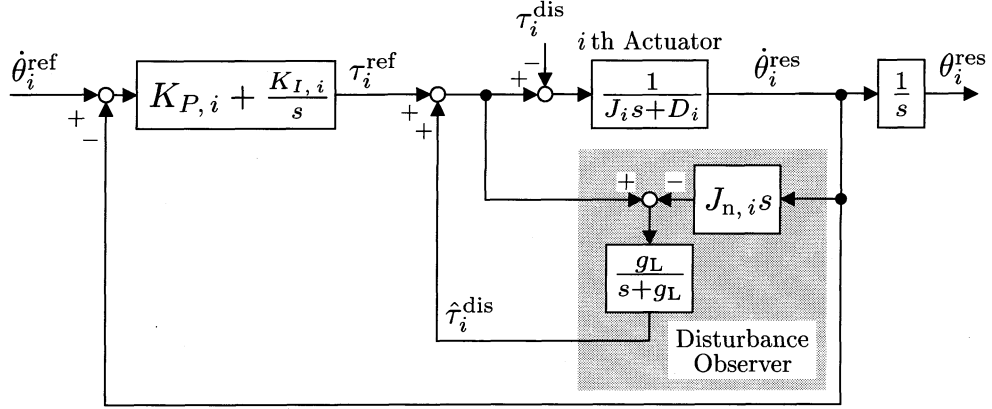 τ_i^dis
i th Actuator
θ̇_i^ref
+
−
K_{P, i} + K_{I, i}/s
τ_i^ref
+
+
+
−
1/(J_i s+D_i)
θ̇_i^res
1/s
θ_i^res
+
−
J_{n, i} s
g_L/(s+g_L)
τ̂_i^dis
Disturbance
Observer